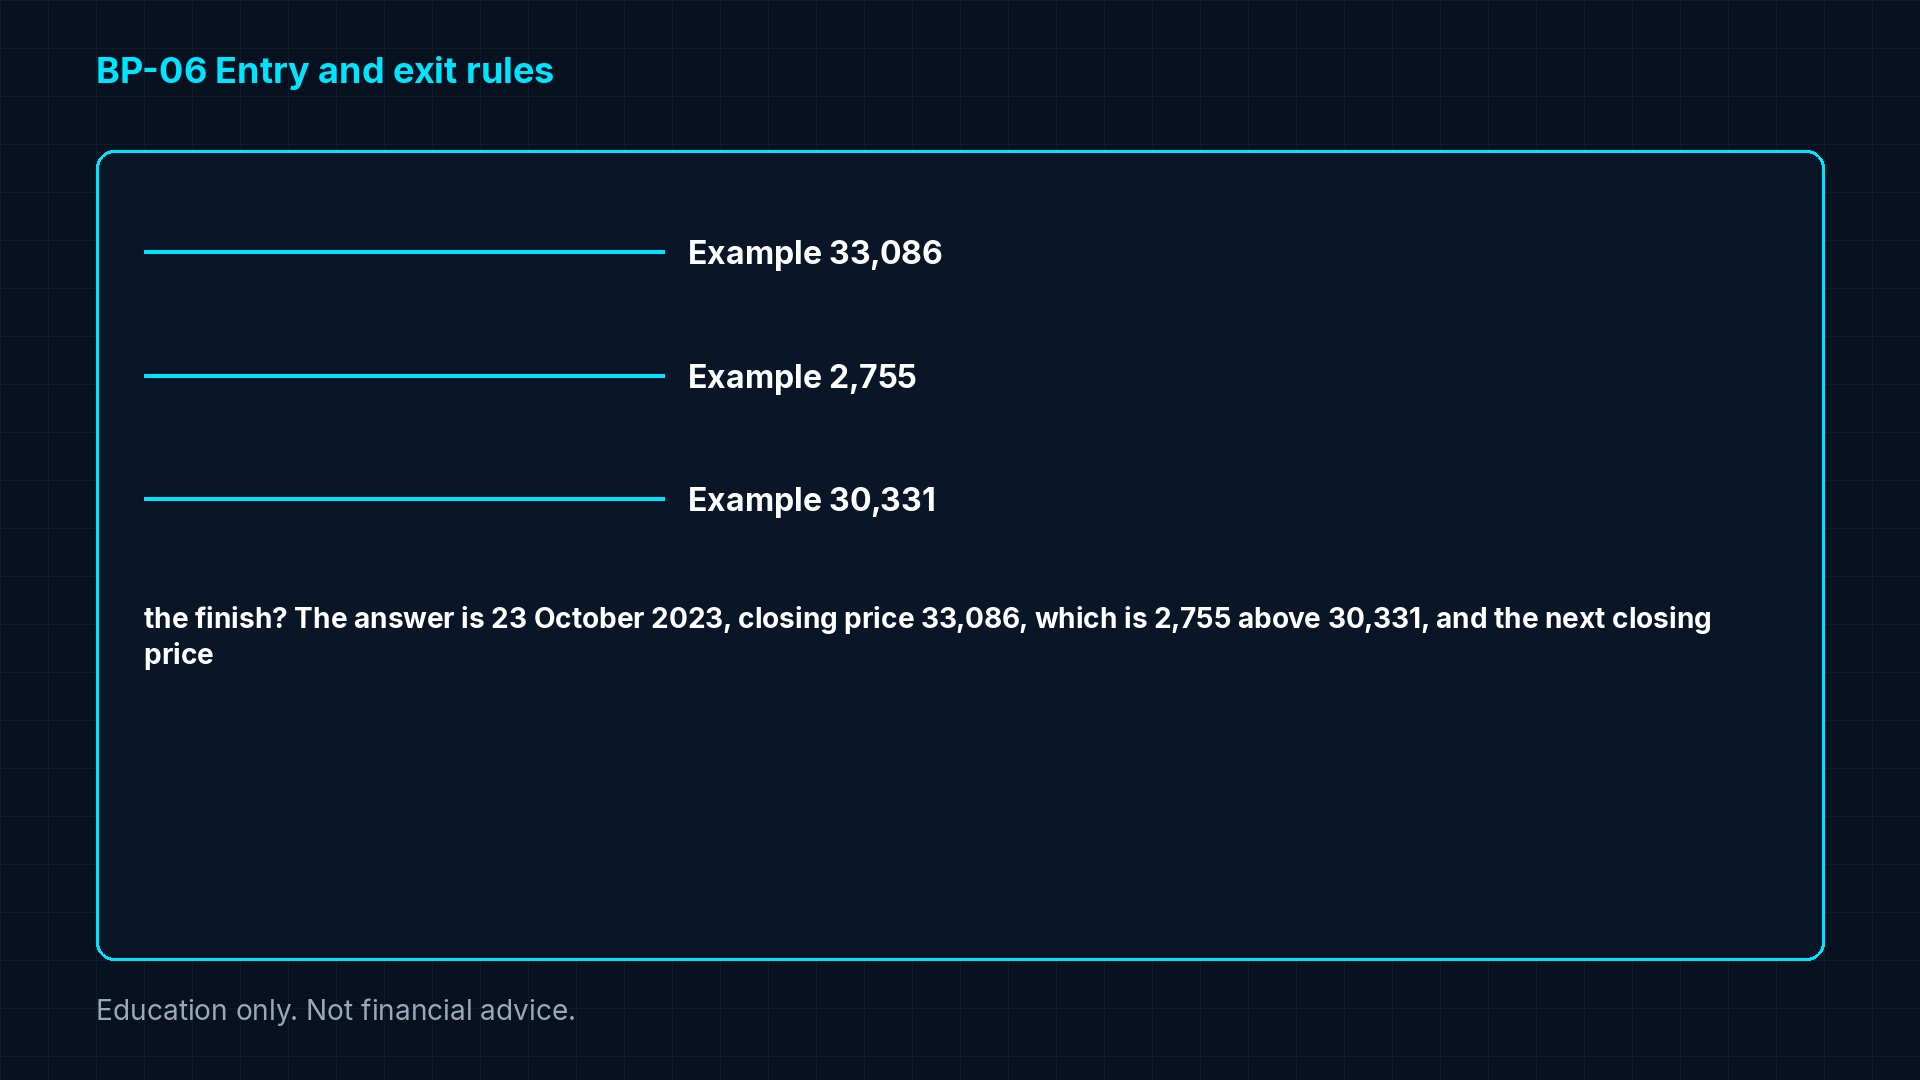 BP-06 Entry and exit rules
Example 33,086
Example 2,755
Example 30,331
the finish? The answer is 23 October 2023, closing price 33,086, which is 2,755 above 30,331, and the next closing
price
Education only. Not financial advice.